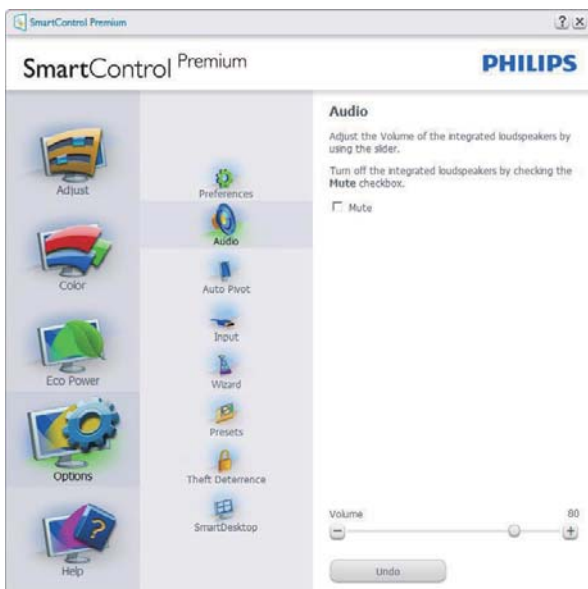 SmartControl Premium
? x
SmartControl Premium
PHILIPS
Adjust
Color
Eco Power
Options
Help
Preferences
Audio
Auto Pivot
Input
Wizard
Presets
Theft Deterrence
SmartDesktop
Audio
Adjust the Volume of the integrated loudspeakers by
using the slider.
Turn off the integrated loudspeakers by checking the
Mute checkbox.
Mute
Volume 80
Undo